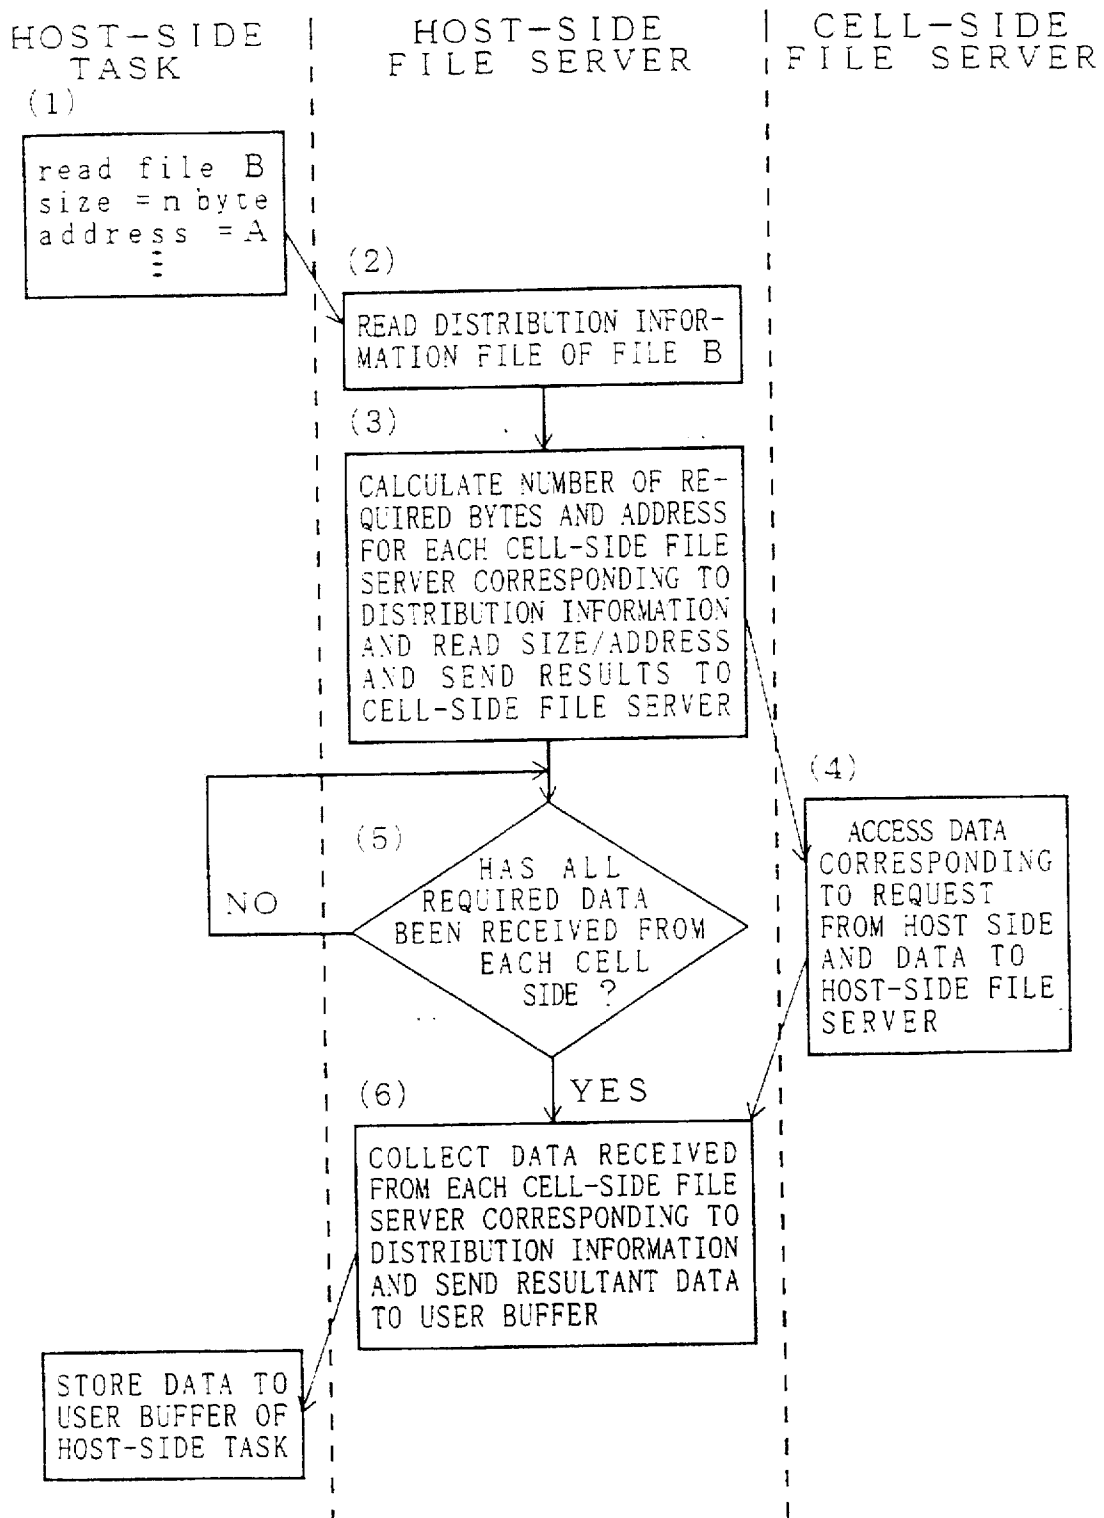 HOST-SIDE
TASK
HOST-SIDE
FILE SERVER
CELL-SIDE
FILE SERVER
(1)
read file B
size = n byte
address = A
(2)
READ DISTRIBUTION INFOR-
MATION FILE OF FILE B
(3)
CALCULATE NUMBER OF RE-
QUIRED BYTES AND ADDRESS
FOR EACH CELL-SIDE FILE
SERVER CORRESPONDING TO
DISTRIBUTION INFORMATION
AND READ SIZE/ADDRESS
AND SEND RESULTS TO
CELL-SIDE FILE SERVER
(4)
ACCESS DATA
CORRESPONDING
TO REQUEST
FROM HOST SIDE
AND DATA TO
HOST-SIDE FILE
SERVER
(5)
HAS ALL
REQUIRED DATA
BEEN RECEIVED FROM
EACH CELL
SIDE ?
NO
YES
(6)
COLLECT DATA RECEIVED
FROM EACH CELL-SIDE FILE
SERVER CORRESPONDING TO
DISTRIBUTION INFORMATION
AND SEND RESULTANT DATA
TO USER BUFFER
STORE DATA TO
USER BUFFER OF
HOST-SIDE TASK